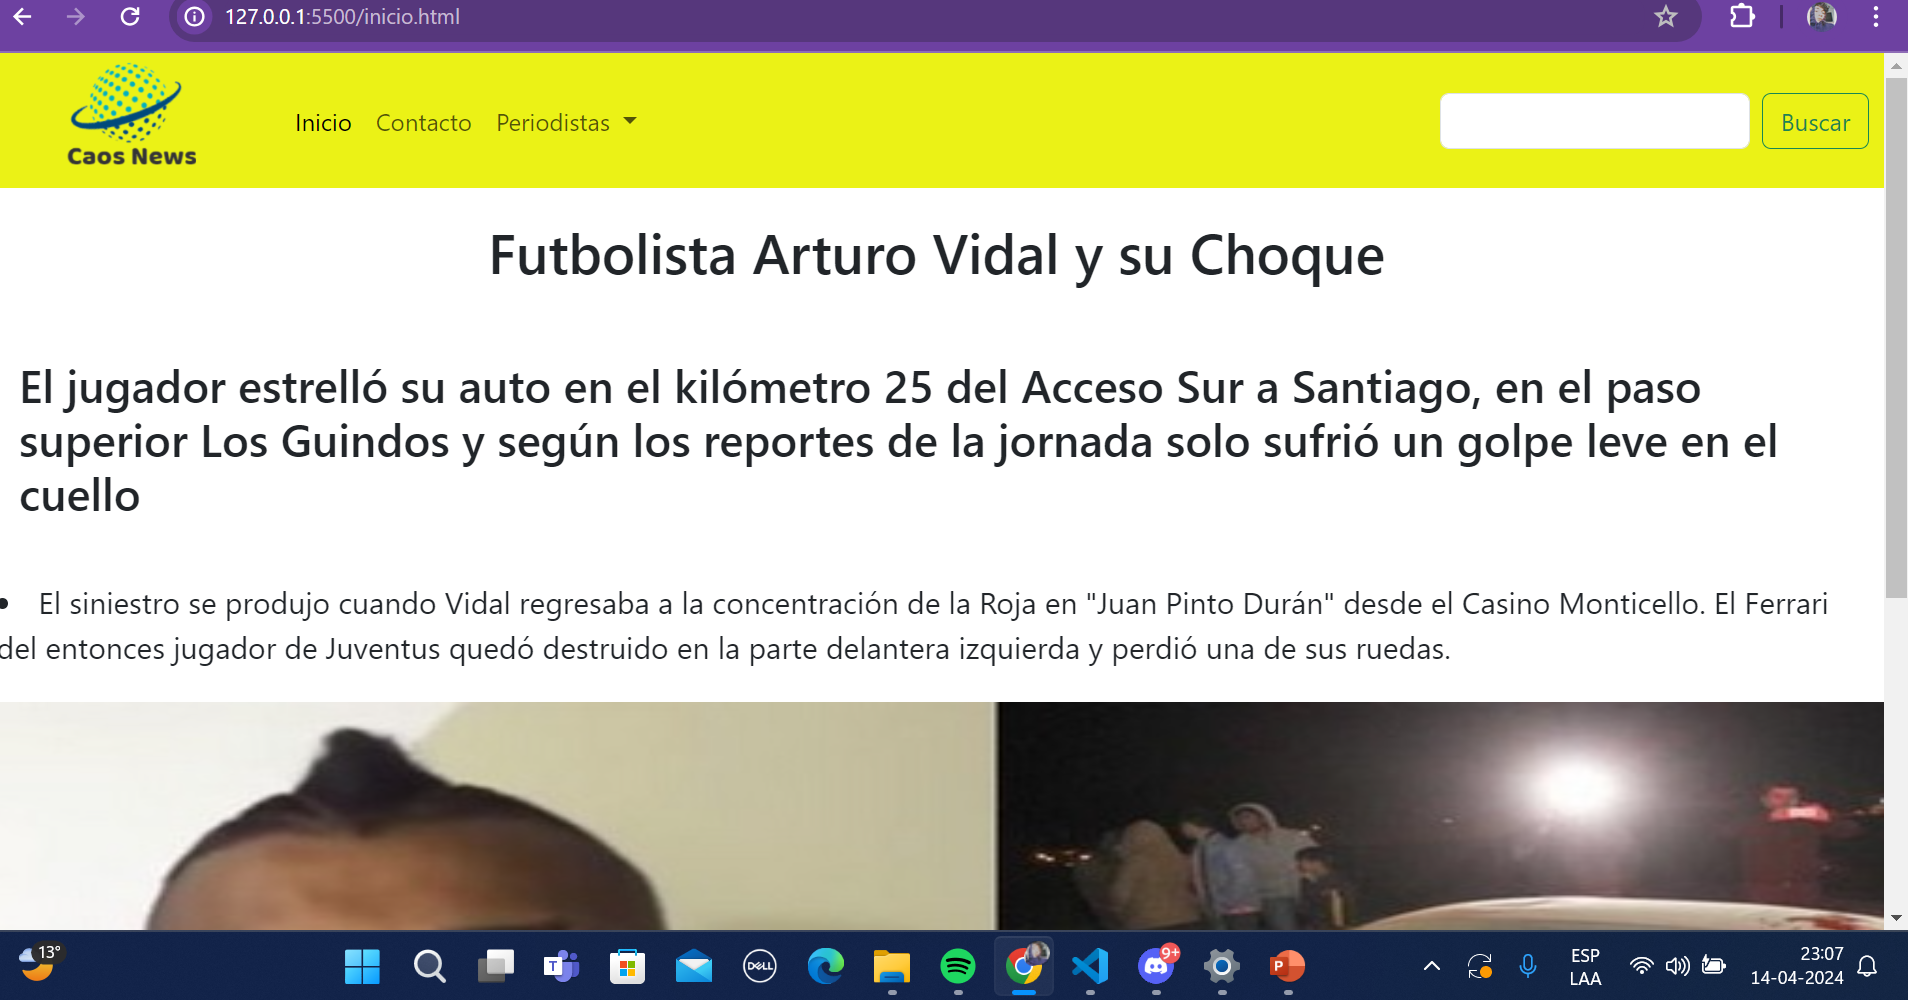 127.0.0.1:5500/inicio.html
Caos News
Inicio Contacto Periodistas
Buscar
Futbolista Arturo Vidal y su Choque
El jugador estrelló su auto en el kilómetro 25 del Acceso Sur a Santiago, en el paso
superior Los Guindos y según los reportes de la jornada solo sufrió un golpe leve en el
cuello
El siniestro se produjo cuando Vidal regresaba a la concentración de la Roja en "Juan Pinto Durán" desde el Casino Monticello. El Ferrari
del entonces jugador de Juventus quedó destruido en la parte delantera izquierda y perdió una de sus ruedas.
13°
T
DELL
9+
P
ESP
LAA
23:07
14-04-2024